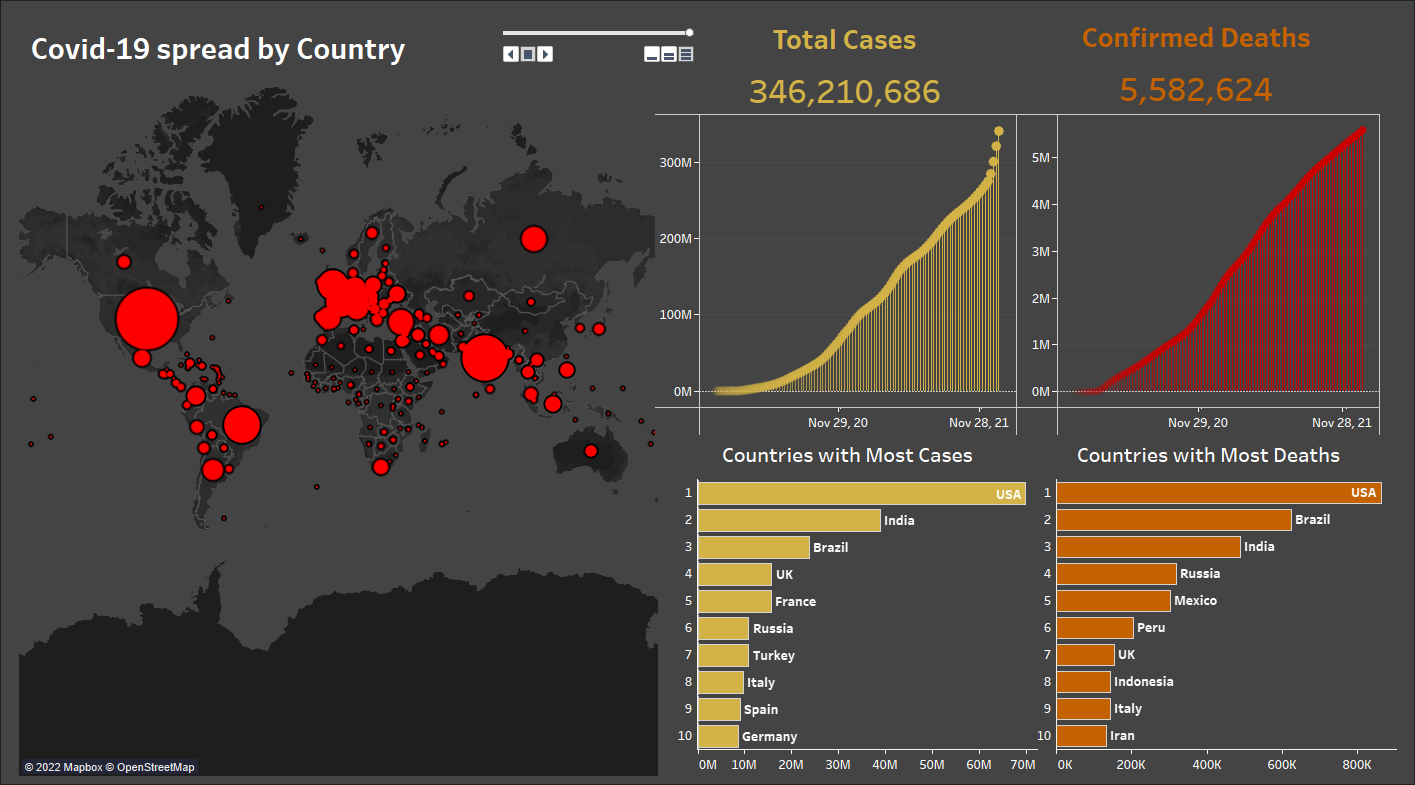 Covid-19 spread by Country
Total Cases
346,210,686
Confirmed Deaths
5,582,624
300M
200M
100M
0M
Nov 29, 20
Nov 28, 21
5M
4M
3M
2M
1M
0M
Nov 29, 20
Nov 28, 21
Countries with Most Cases
1 USA
2 India
3 Brazil
4 UK
5 France
6 Russia
7 Turkey
8 Italy
9 Spain
10 Germany
0M 10M 20M 30M 40M 50M 60M 70M
Countries with Most Deaths
1 USA
2 Brazil
3 India
4 Russia
5 Mexico
6 Peru
7 UK
8 Indonesia
9 Italy
10 Iran
0K 200K 400K 600K 800K
© 2022 Mapbox © OpenStreetMap